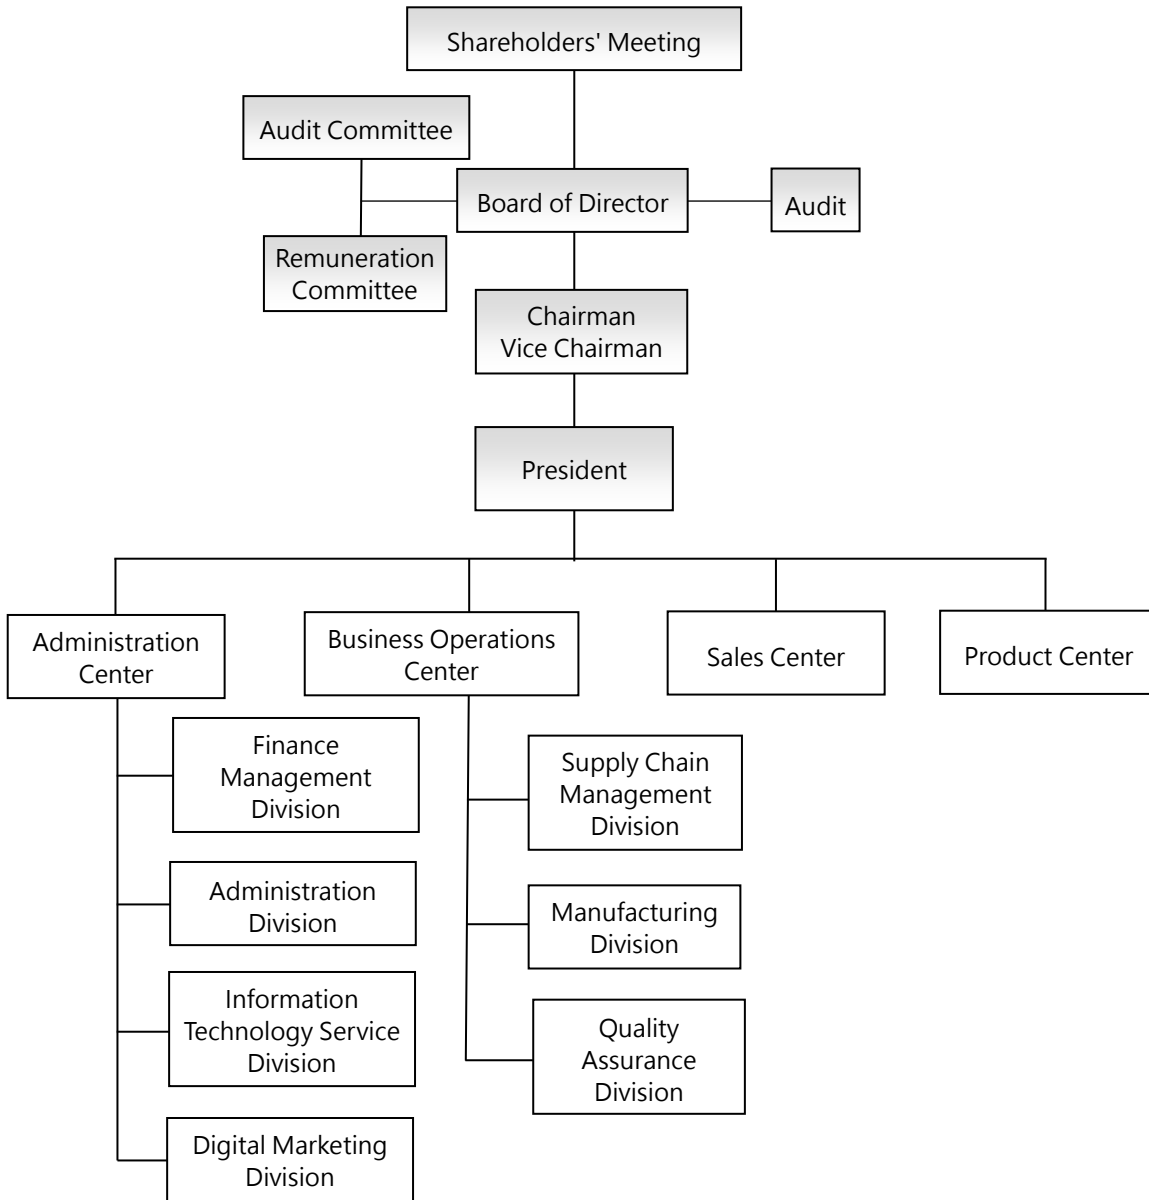 Shareholders' Meeting
Audit Committee
Board of Director
Audit
Remuneration
Committee
Chairman
Vice Chairman
President
Administration
Center
Business Operations
Center
Sales Center
Product Center
Finance
Management
Division
Administration
Division
Information
Technology Service
Division
Digital Marketing
Division
Supply Chain
Management
Division
Manufacturing
Division
Quality
Assurance
Division